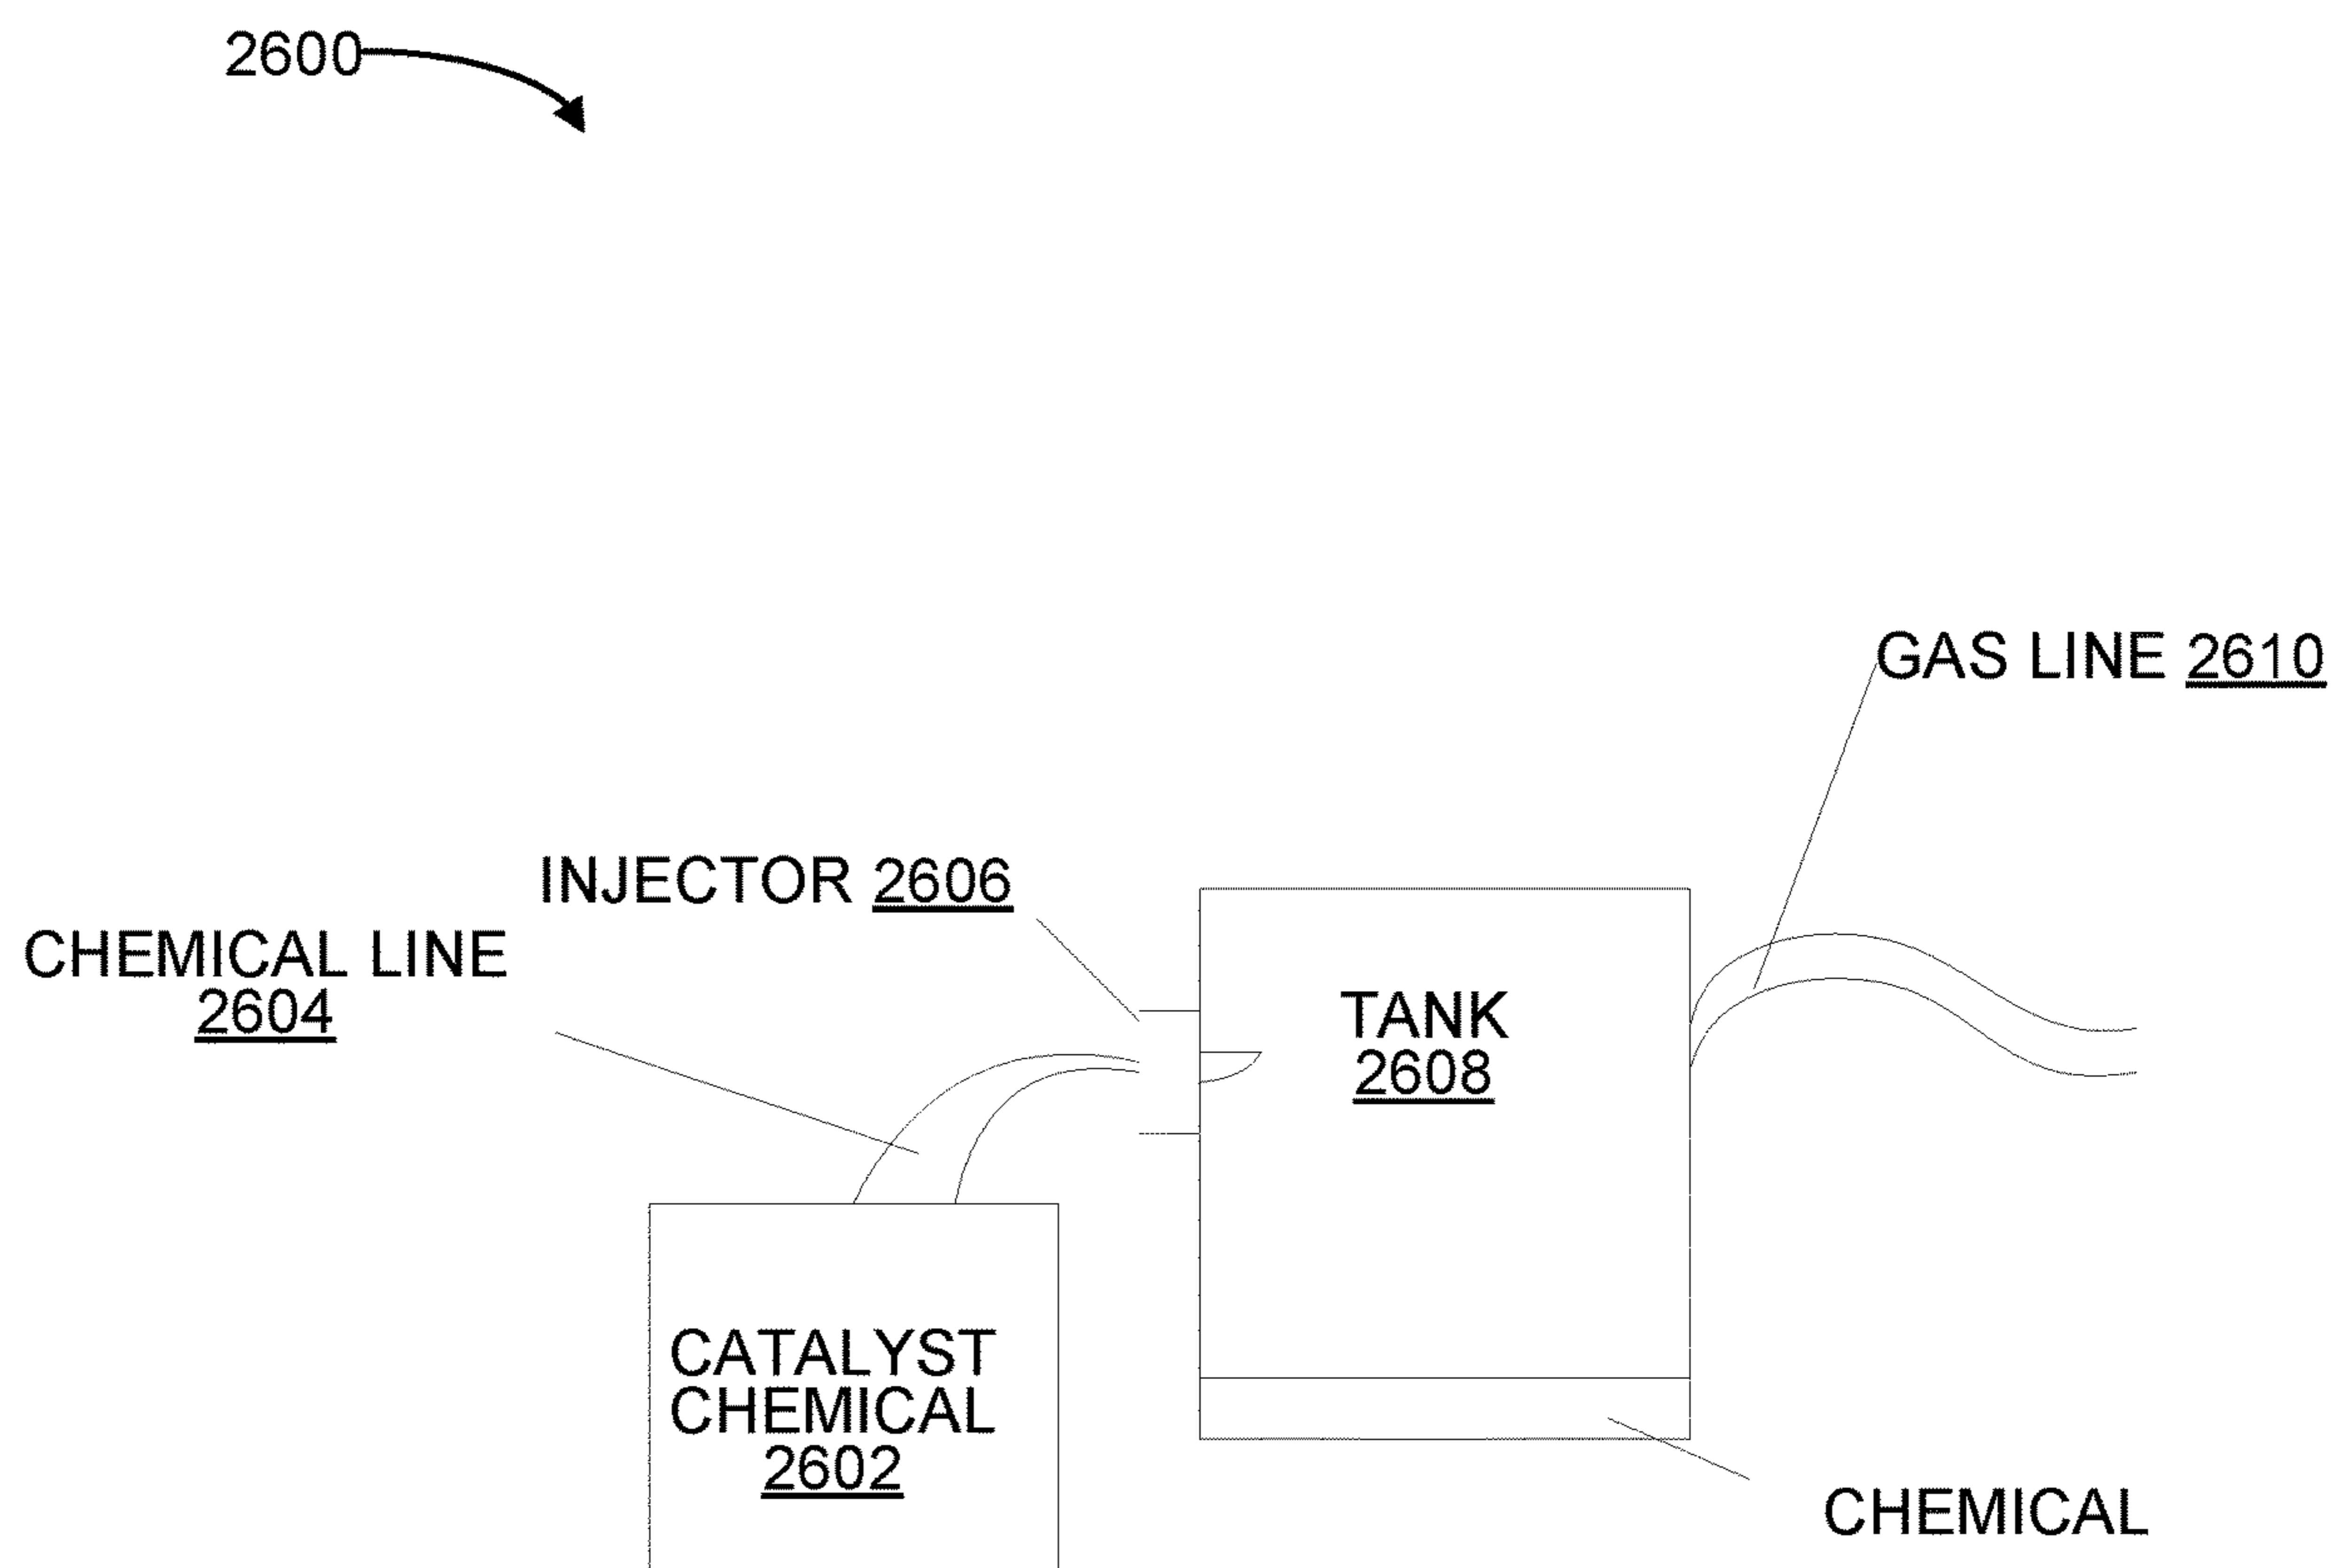 2600
GAS LINE 2610
INJECTOR 2606
CHEMICAL LINE
2604
TANK
2608
CATALYST
CHEMICAL
2602
CHEMICAL